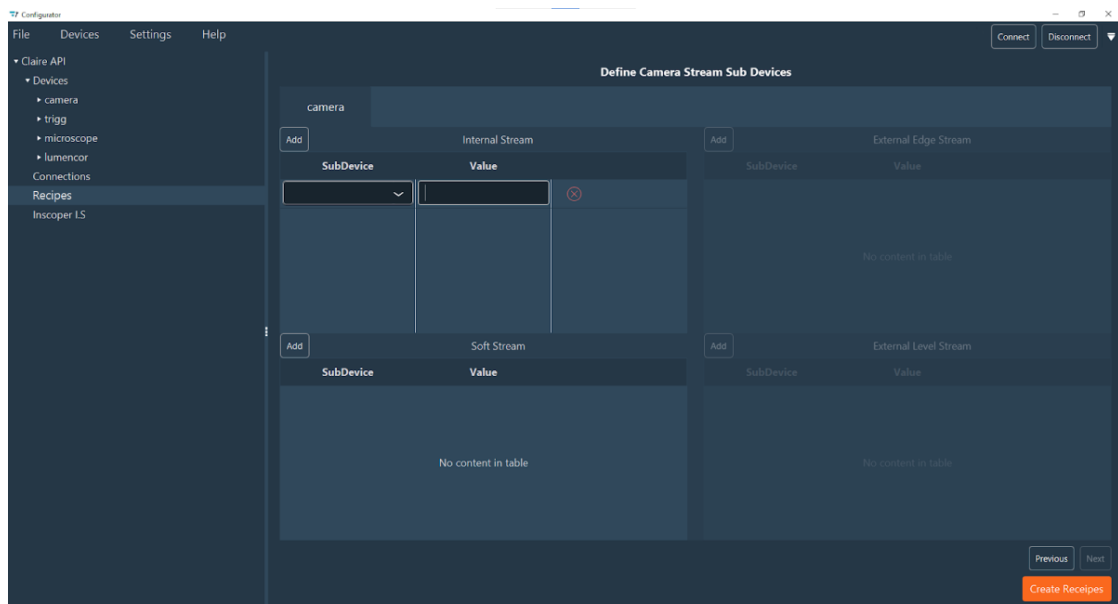 Configurator
File Devices Settings Help
Connect Disconnect
Claire API
Devices
camera
trigg
microscope
lumencor
Connections
Recipes
Inscoper I.S
Define Camera Stream Sub Devices
camera
Add Internal Stream
SubDevice Value
Add External Edge Stream
SubDevice Value
No content in table
Add Soft Stream
SubDevice Value
No content in table
Add External Level Stream
SubDevice Value
No content in table
Previous Next
Create Receipes